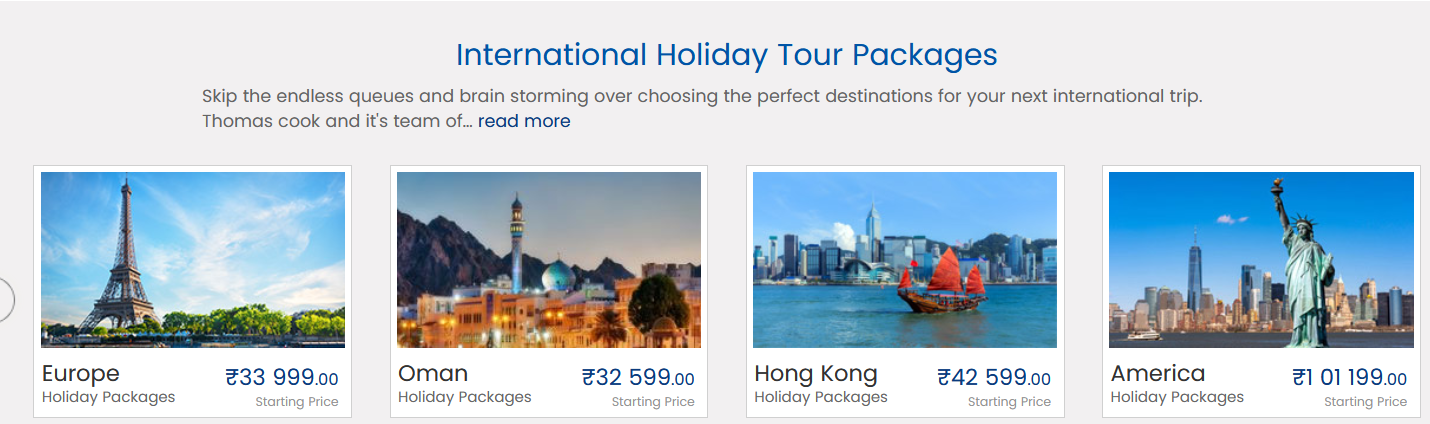 International Holiday Tour Packages
Skip the endless queues and brain storming over choosing the perfect destinations for your next international trip.
Thomas cook and it's team of... read more
Europe
Holiday Packages
₹33 999.00
Starting Price
Oman
Holiday Packages
₹32 599.00
Starting Price
Hong Kong
Holiday Packages
₹42 599.00
Starting Price
America
Holiday Packages
₹1 01 199.00
Starting Price